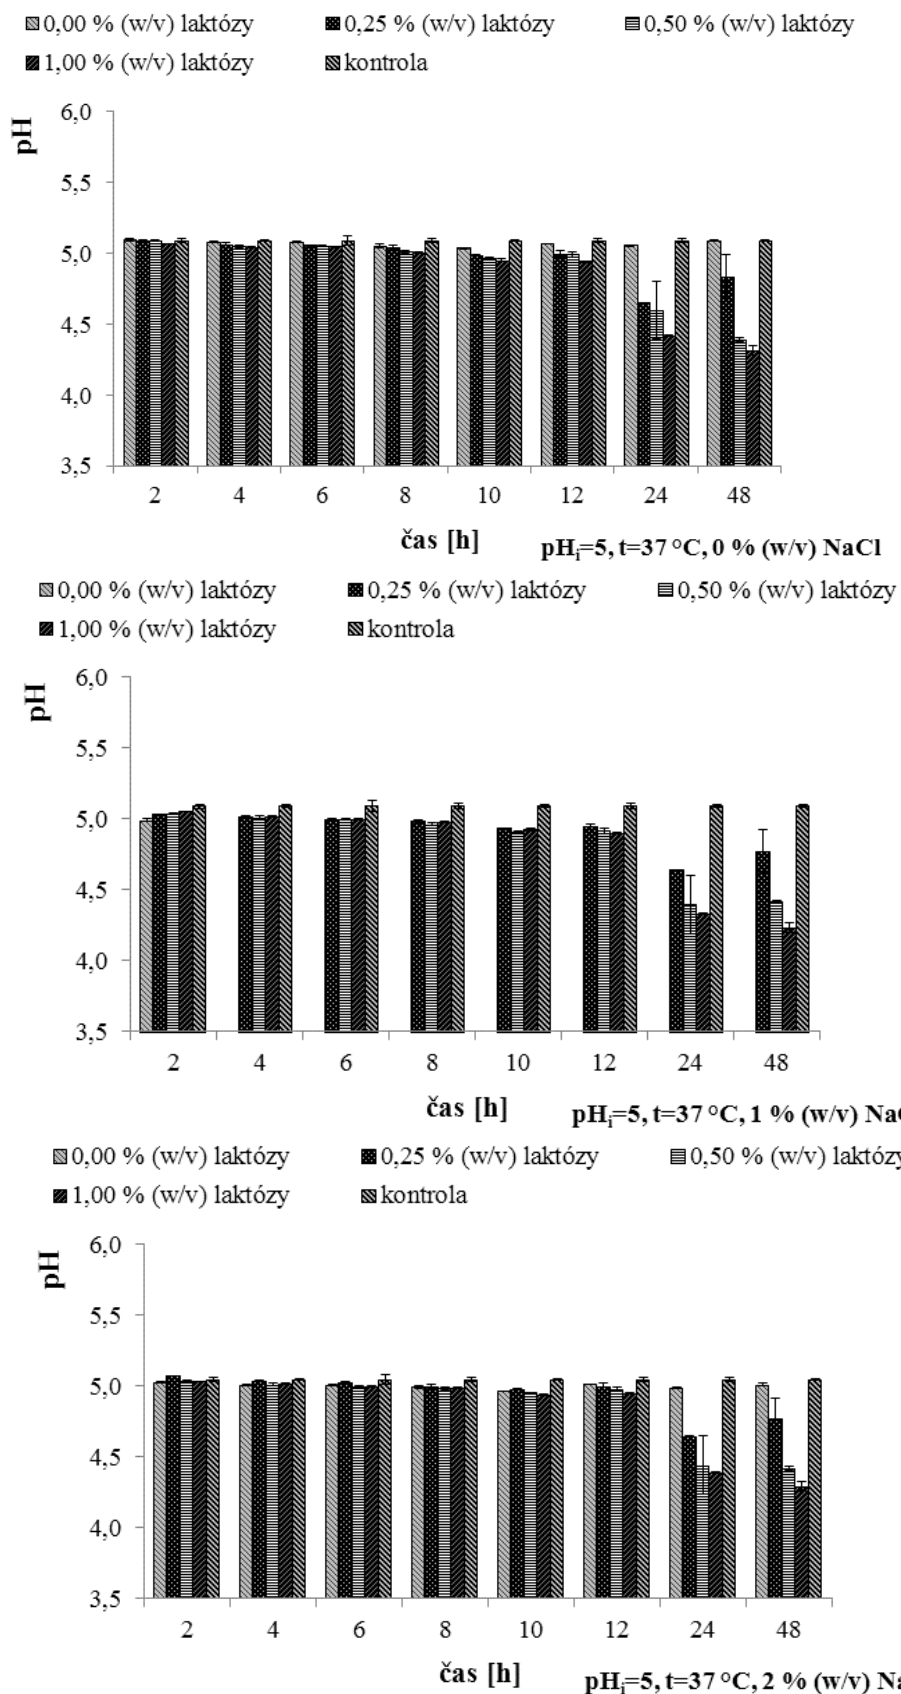 0,00 % (w/v) laktózy 0,25 % (w/v) laktózy 0,50 % (w/v) laktózy
1,00 % (w/v) laktózy kontrola
pH
6,0
5,5
5,0
4,5
4,0
3,5
2 4 6 8 10 12 24 48
čas [h]
pHi=5, t=37 °C, 0 % (w/v) NaCl
0,00 % (w/v) laktózy 0,25 % (w/v) laktózy 0,50 % (w/v) laktózy
1,00 % (w/v) laktózy kontrola
pH
6,0
5,5
5,0
4,5
4,0
3,5
2 4 6 8 10 12 24 48
čas [h]
pHi=5, t=37 °C, 1 % (w/v) Na
0,00 % (w/v) laktózy 0,25 % (w/v) laktózy 0,50 % (w/v) laktózy
1,00 % (w/v) laktózy kontrola
pH
6,0
5,5
5,0
4,5
4,0
3,5
2 4 6 8 10 12 24 48
čas [h]
pHi=5, t=37 °C, 2 % (w/v) Na